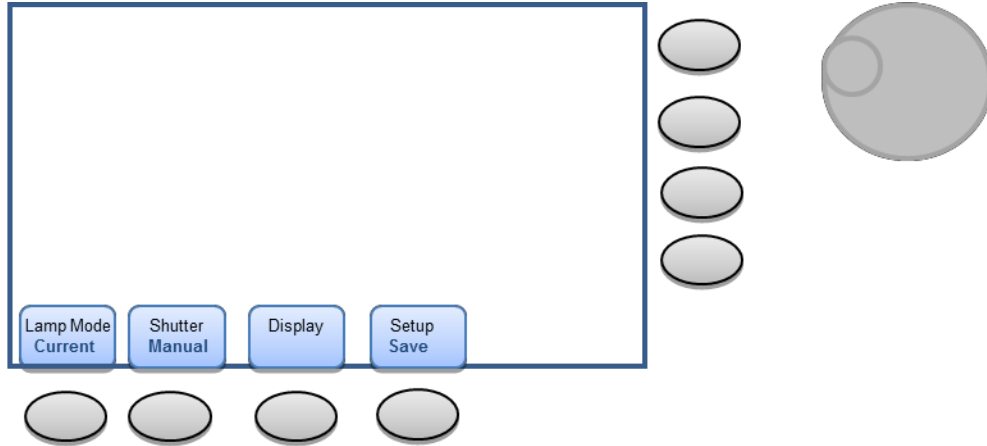 Lamp Mode
Current
Shutter
Manual
Display
Setup
Save